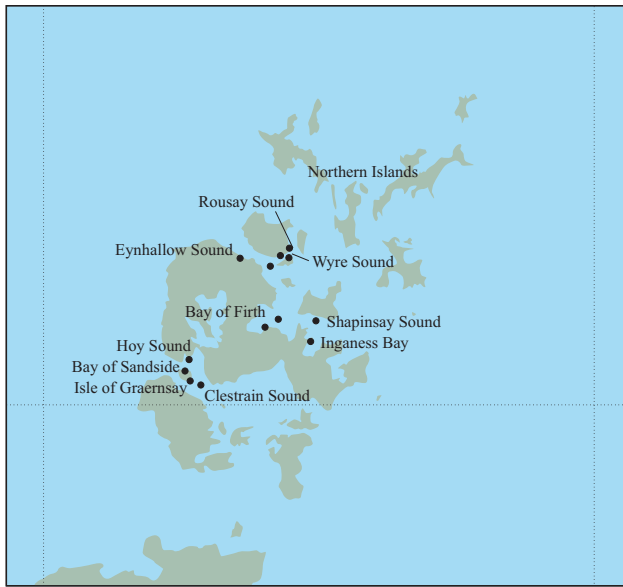 Northern Islands
Rousay Sound
Eynhallow Sound
Wyre Sound
Bay of Firth
Shapinsay Sound
Hoy Sound
Inganess Bay
Bay of Sandside
Isle of Graernsay
Clestrain Sound